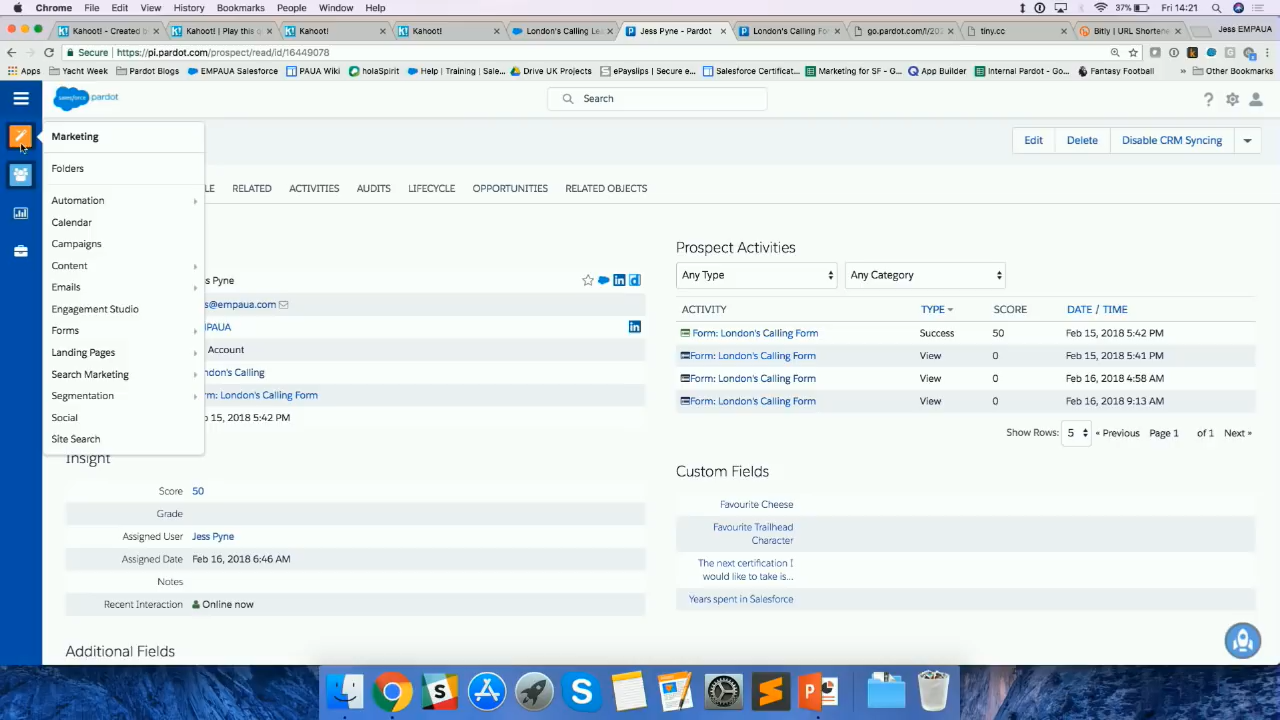 Chrome File Edit View History Bookmarks People Window Help 37% Fri 14:21
Kahoot! - Created b Kahoot! | Play this q Kahoot! Kahoot! London's Calling Lea Jess Pyne - Pardot London's Calling Fo go.pardot.com/l/20 tiny.cc Bitly | URL Shortene Jess EMPAUA
Secure https://pi.pardot.com/prospect/read/id/16449078
Apps Yacht Week Pardot Blogs EMPAUA Salesforce PAUA Wiki holaSpirit Help | Training | Sale... Drive UK Projects ePayslips | Secure e... Salesforce Certificat... Marketing for SF - G... App Builder Internal Pardot - Go... Fantasy Football » Other Bookmarks
salesforce pardot
Search
Marketing
Edit Delete Disable CRM Syncing
Folders
LE RELATED ACTIVITIES AUDITS LIFECYCLE OPPORTUNITIES RELATED OBJECTS
Automation
Calendar
Campaigns
Content
Emails
Engagement Studio
Forms
Landing Pages
Search Marketing
Segmentation
Social
Site Search
ss Pyne
s@empaua.com
MPAUA
Account
ndon's Calling
rm: London's Calling Form
b 15, 2018 5:42 PM
Insight
Score 50
Grade
Assigned User Jess Pyne
Assigned Date Feb 16, 2018 6:46 AM
Notes
Recent Interaction Online now
Additional Fields
Prospect Activities
Any Type Any Category
ACTIVITY TYPE SCORE DATE / TIME
Form: London's Calling Form Success 50 Feb 15, 2018 5:42 PM
Form: London's Calling Form View 0 Feb 15, 2018 5:41 PM
Form: London's Calling Form View 0 Feb 16, 2018 4:58 AM
Form: London's Calling Form View 0 Feb 16, 2018 9:13 AM
Show Rows: 5 « Previous Page 1 of 1 Next »
Custom Fields
Favourite Cheese
Favourite Trailhead
Character
The next certification I
would like to take is...
Years spent in Salesforce